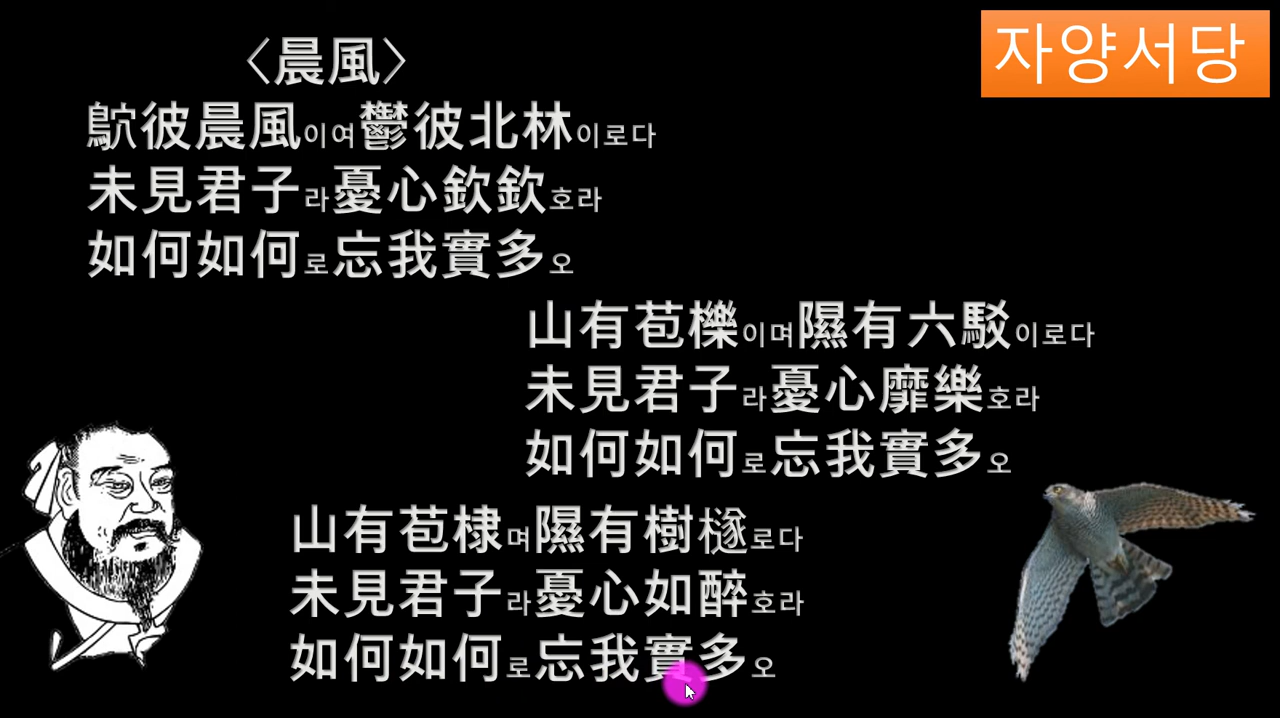 〈晨風〉
자양서당
鴥彼晨風이여鬱彼北林이로다
未見君子라憂心欽欽호라
如何如何로忘我實多오
山有苞櫟이며隰有六駁이로다
未見君子라憂心靡樂호라
如何如何로忘我實多오
山有苞棣며隰有樹檖로다
未見君子라憂心如醉호라
如何如何로忘我實多오